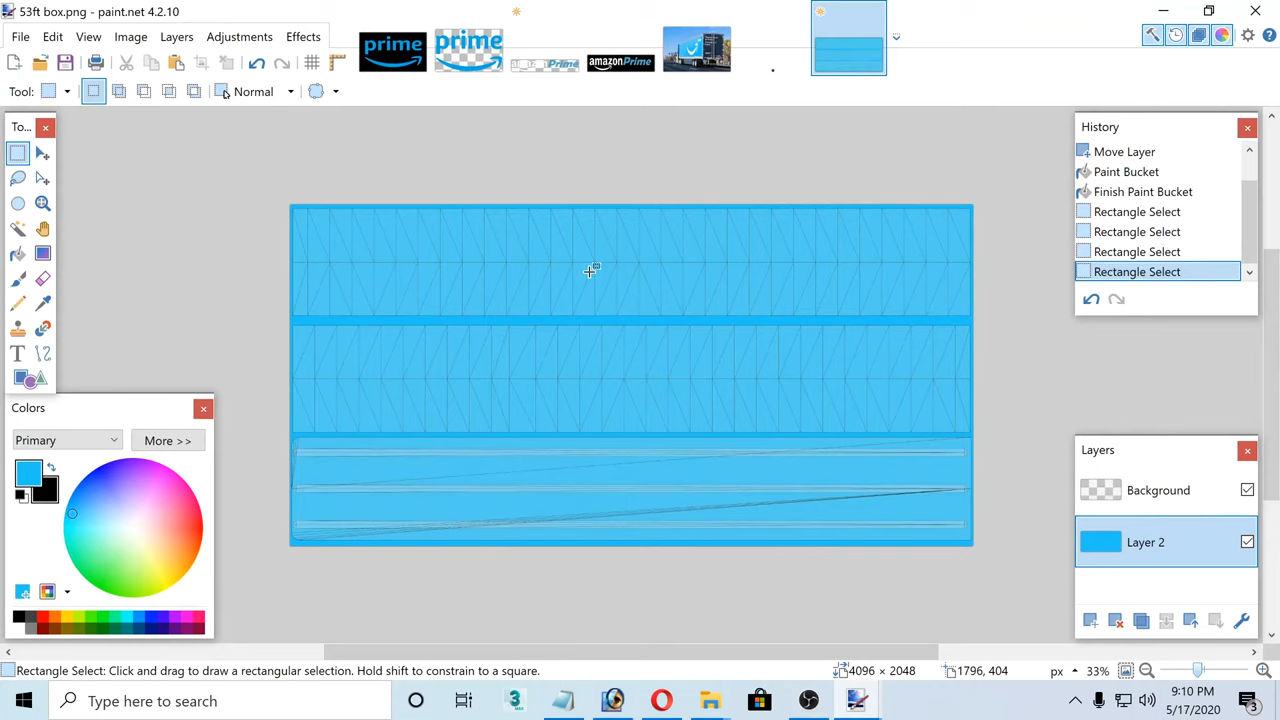 53ft box.png - paint.net 4.2.10
File Edit View Image Layers Adjustments Effects
prime
prime
Prime
amazonPrime
Tool: Normal
To...
History
Move Layer
Paint Bucket
Finish Paint Bucket
Rectangle Select
Rectangle Select
Rectangle Select
Rectangle Select
Colors
Primary More >>
Layers
Background
Layer 2
Rectangle Select: Click and drag to draw a rectangular selection. Hold shift to constrain to a square. 4096 × 2048 1796, 404 px 33%
Type here to search
9:10 PM
5/17/2020
3